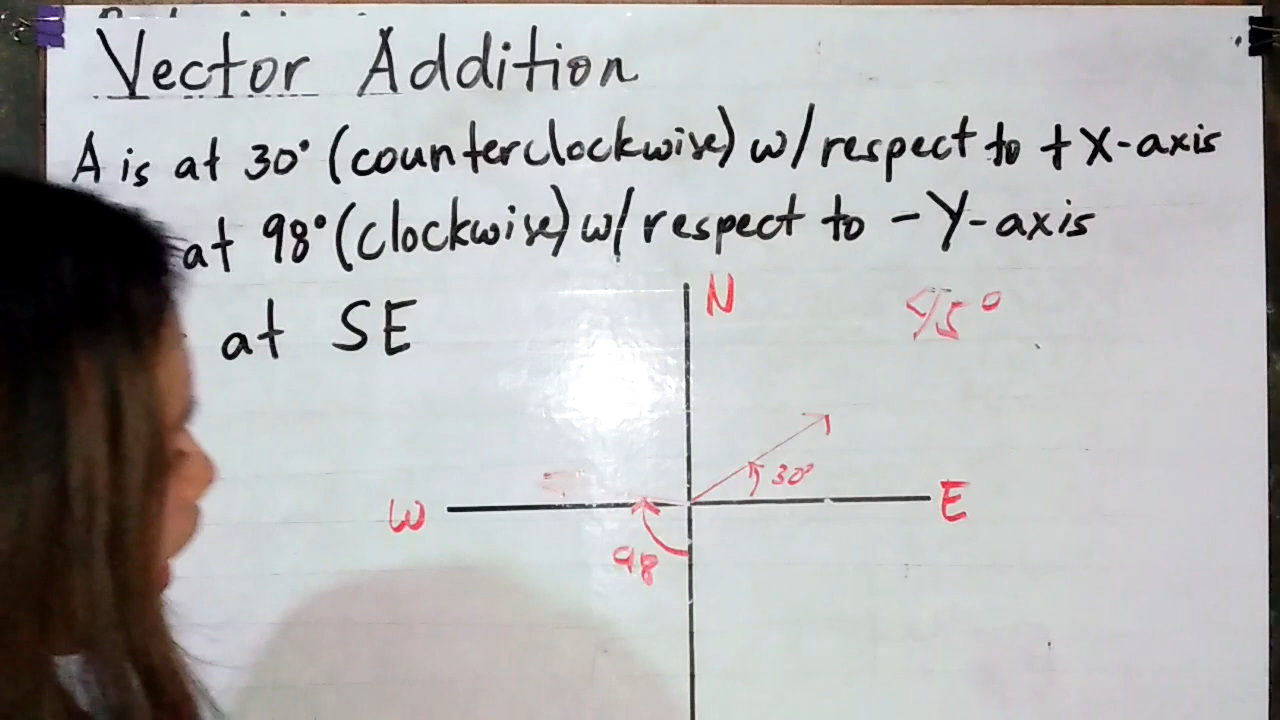 Vector Addition
A is at 30° (counterclockwise) w/ respect to +X-axis
at 98° (clockwise) w/ respect to -Y-axis
at SE
N
45°
30°
W
E
98